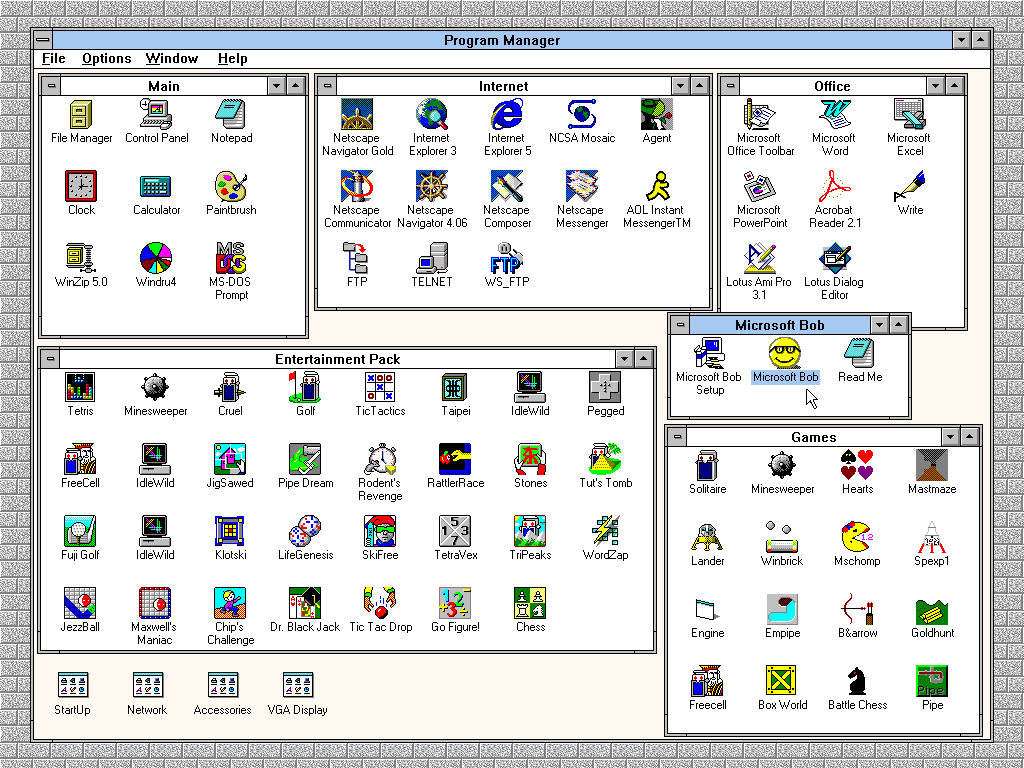 Program Manager
File Options Window Help
Main
File Manager Control Panel Notepad
Clock Calculator Paintbrush
WinZip 5.0 Windru4 MS-DOS
Prompt
Internet
Netscape
Navigator Gold
Internet
Explorer 3
Internet
Explorer 5
NCSA Mosaic
Agent
Netscape
Communicator
Netscape
Navigator 4.06
Netscape
Composer
Netscape
Messenger
AOL Instant
MessengerTM
FTP
TELNET
FTP
WS_FTP
Office
Microsoft
Office Toolbar
Microsoft
Word
Microsoft
Excel
Microsoft
PowerPoint
Acrobat
Reader 2.1
Write
Lotus Ami Pro
3.1
Lotus Dialog
Editor
Microsoft Bob
Microsoft Bob
Setup
Microsoft Bob
Read Me
Entertainment Pack
Tetris Minesweeper Cruel Golf TicTactics Taipei IdleWild Pegged
FreeCell IdleWild JigSawed Pipe Dream Rodent's
Revenge
RattlerRace Stones Tut's Tomb
Fuji Golf IdleWild Klotski LifeGenesis SkiFree TetraVex TriPeaks WordZap
JezzBall Maxwell's
Maniac
Chip's
Challenge
Dr. Black Jack Tic Tac Drop Go Figure! Chess
Games
Solitaire Minesweeper Hearts Mastmaze
Lander Winbrick Mschomp Spexp1
Engine Empipe B&arrow Goldhunt
Freecell Box World Battle Chess Pipe
StartUp Network Accessories VGA Display